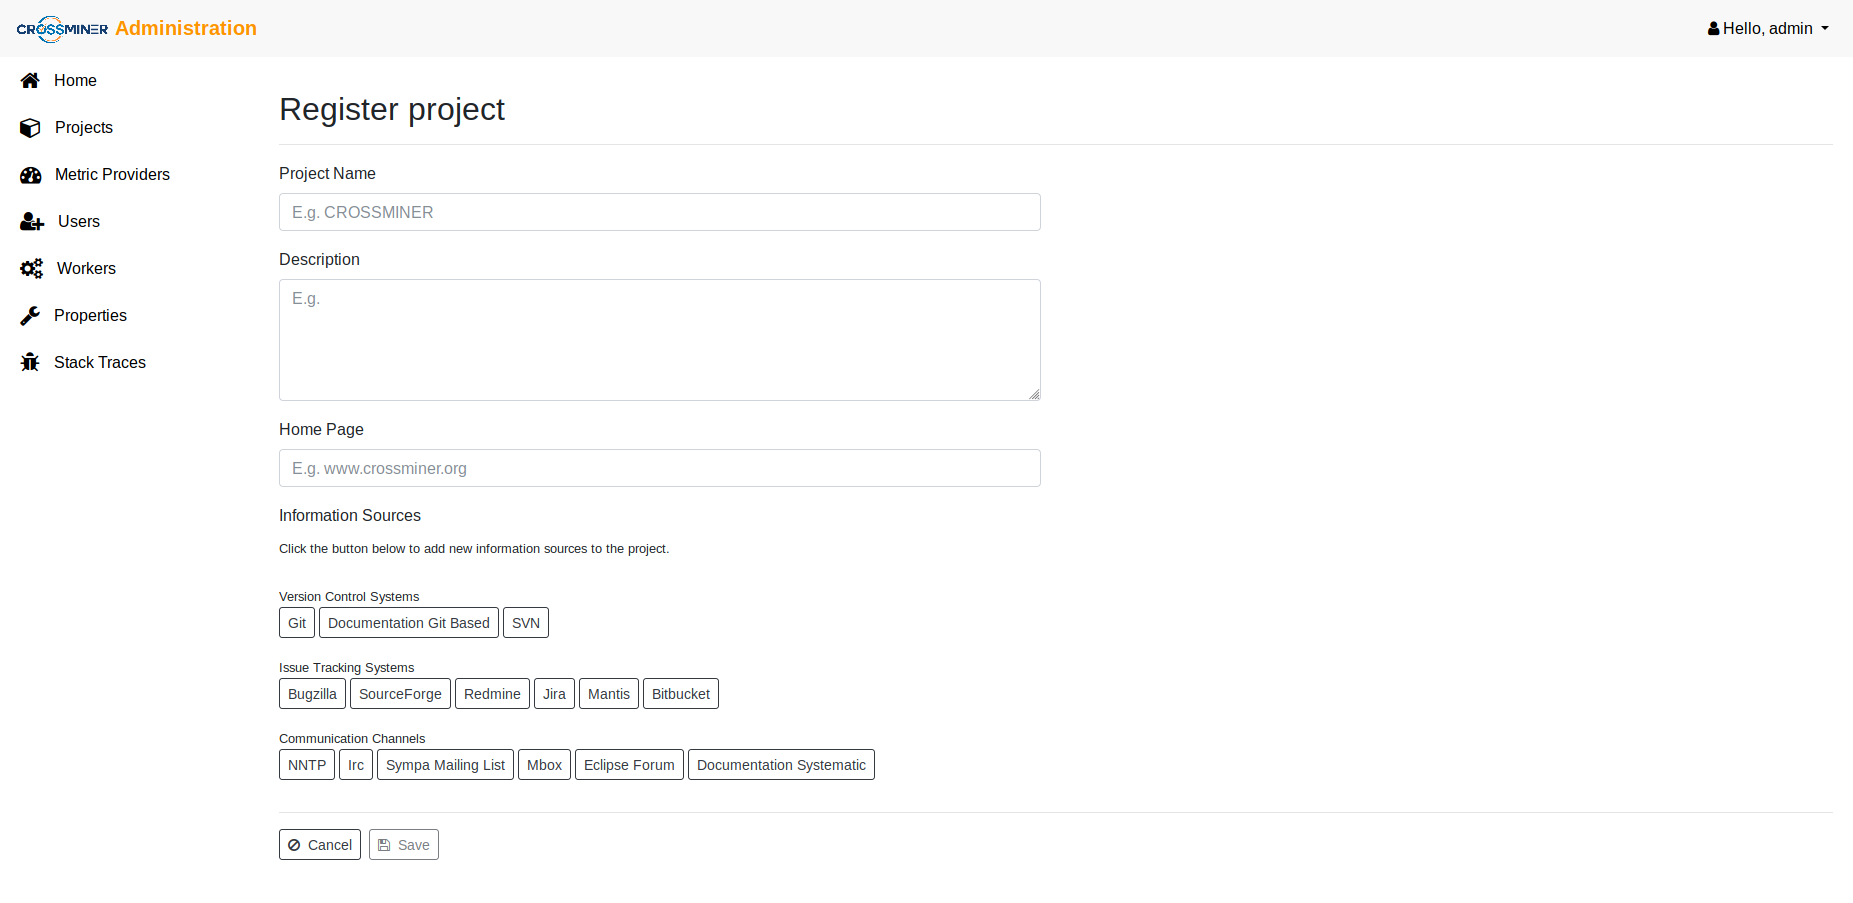 CROSSMINER Administration
Hello, admin
Home
Projects
Metric Providers
Users
Workers
Properties
Stack Traces
Register project
Project Name
E.g. CROSSMINER
Description
E.g.
Home Page
E.g. www.crossminer.org
Information Sources
Click the button below to add new information sources to the project.
Version Control Systems
Git Documentation Git Based SVN
Issue Tracking Systems
Bugzilla SourceForge Redmine Jira Mantis Bitbucket
Communication Channels
NNTP Irc Sympa Mailing List Mbox Eclipse Forum Documentation Systematic
Cancel Save